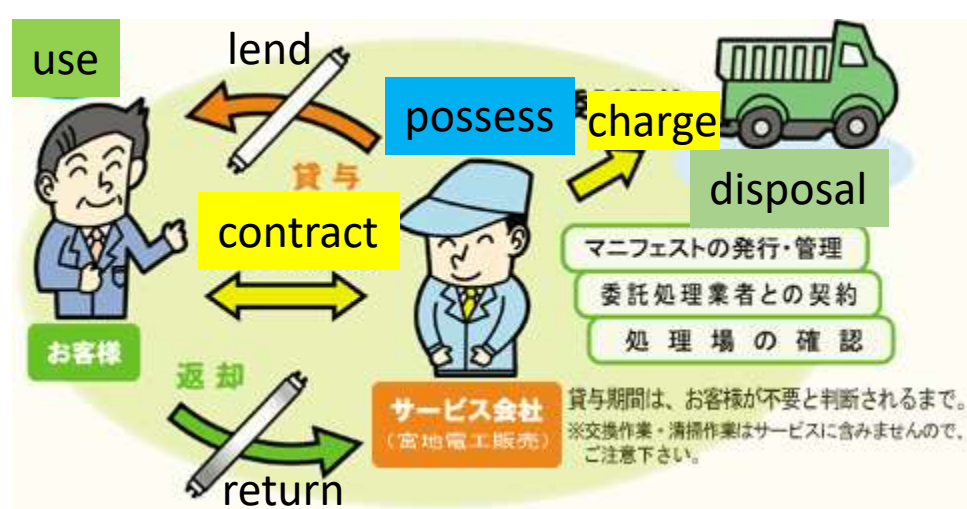 use
lend
possess
charge
貸与
disposal
contract
マニフェストの発行・管理
委託処理業者との契約
処理場の確認
お客様
返却
サービス会社
(宮地電工販売)
貸与期間は、お客様が不要と判断されるまで。
※交換作業・清掃作業はサービスに含みませんので、
ご注意下さい。
return